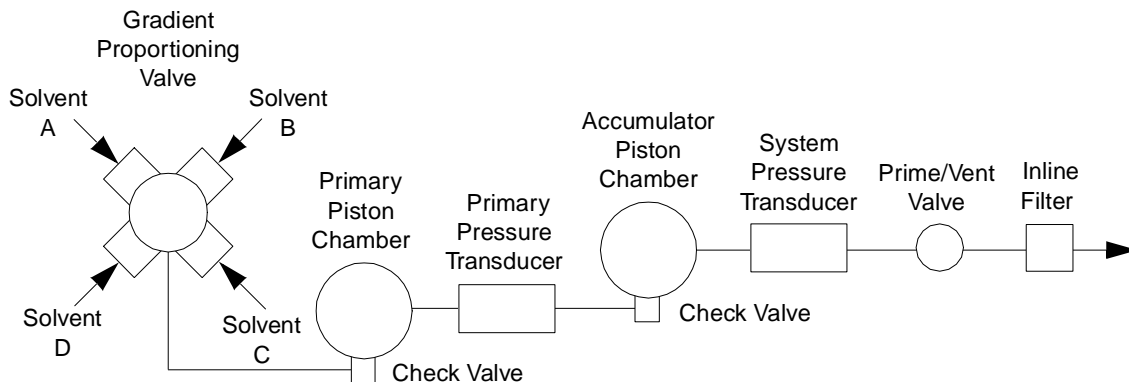 Gradient
Proportioning
Valve
Solvent
A
Solvent
B
Solvent
D
Solvent
C
Primary
Piston
Chamber
Check Valve
Primary
Pressure
Transducer
Accumulator
Piston
Chamber
Check Valve
System
Pressure
Transducer
Prime/Vent
Valve
Inline
Filter